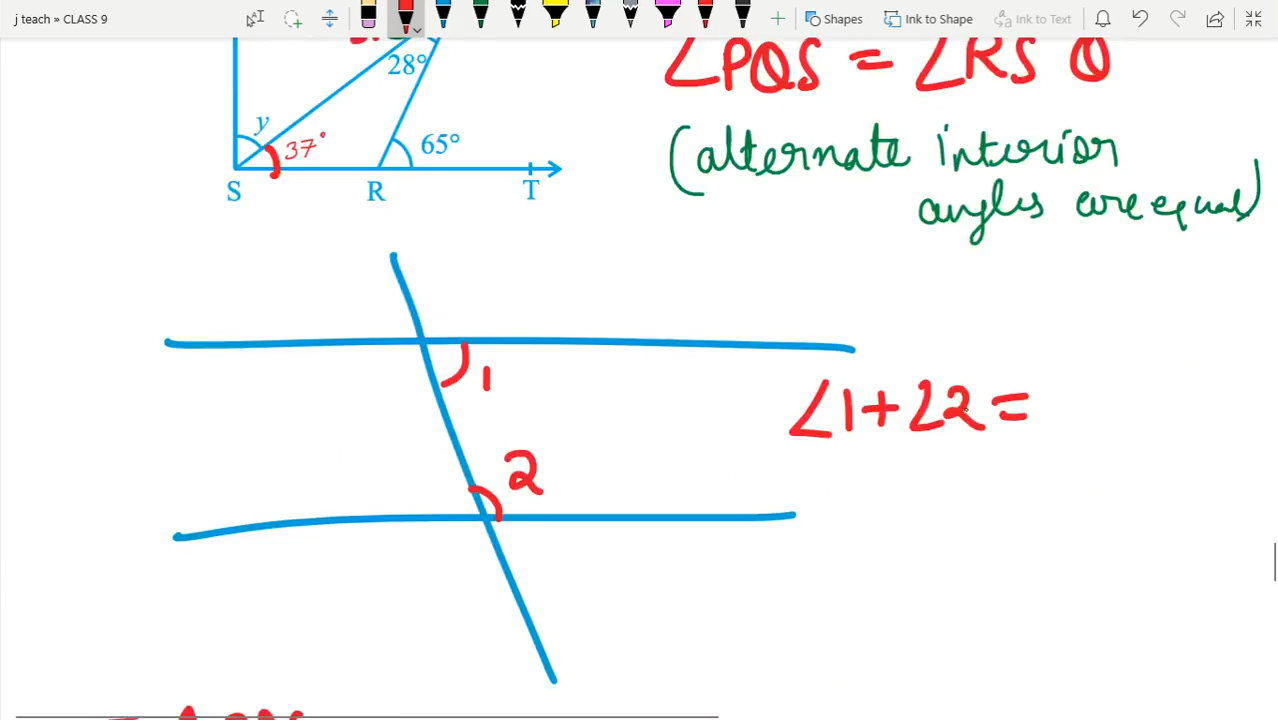 j teach » CLASS 9
Shapes
Ink to Shape
Ink to Text
∠PQS = ∠RSQ
28°
y
37°
65°
S
R
T
(alternate interior
angles are equal)
1
∠1+∠2=
2